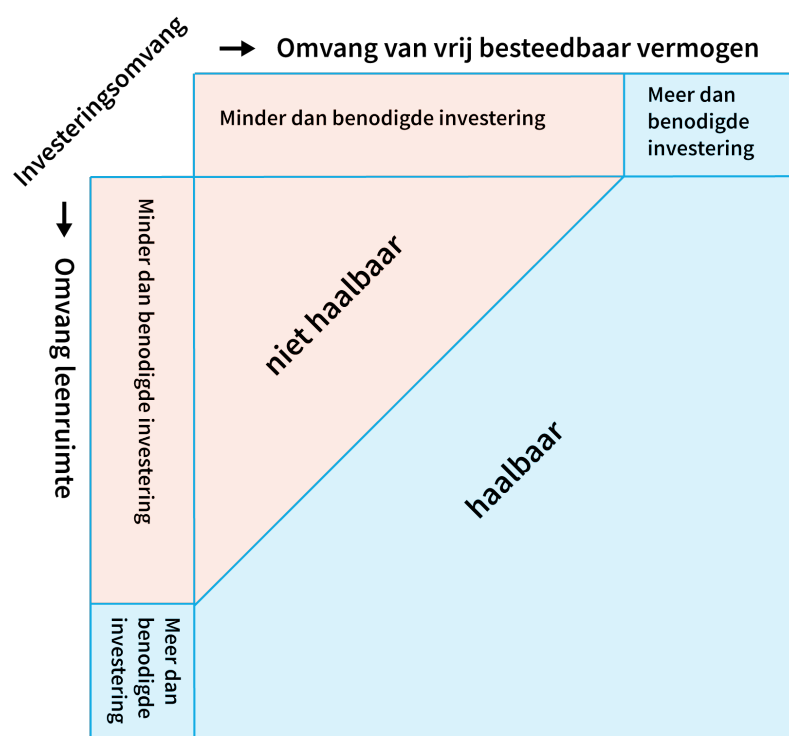 Investeringsomvang
Omvang van vrij besteedbaar vermogen
Minder dan benodigde investering
Meer dan
benodigde
investering
Omvang leenruimte
Minder dan benodigde investering
niet haalbaar
haalbaar
Meer dan
benodigde
investering